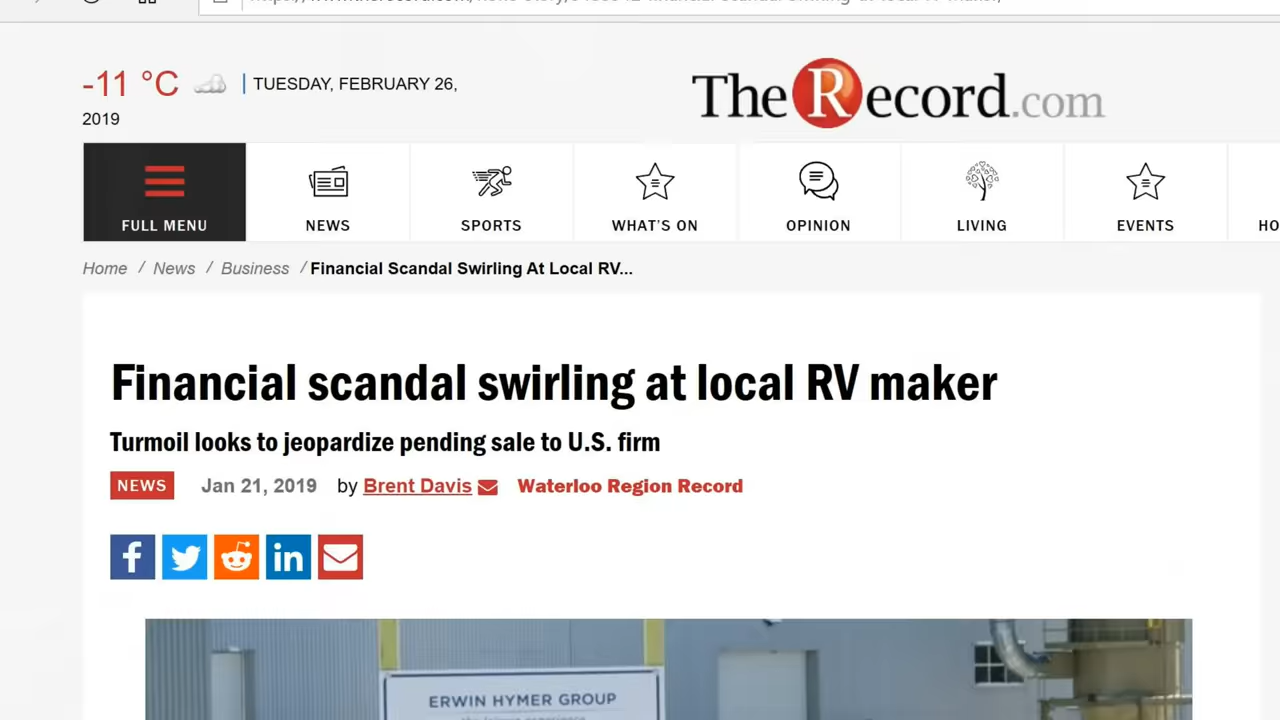 -11 °C
TUESDAY, FEBRUARY 26,
2019
The Record.com
FULL MENU
NEWS
SPORTS
WHAT'S ON
OPINION
LIVING
EVENTS
HO
Home / News / Business / Financial Scandal Swirling At Local RV...
Financial scandal swirling at local RV maker
Turmoil looks to jeopardize pending sale to U.S. firm
NEWS Jan 21, 2019 by Brent Davis Waterloo Region Record
ERWIN HYMER GROUP